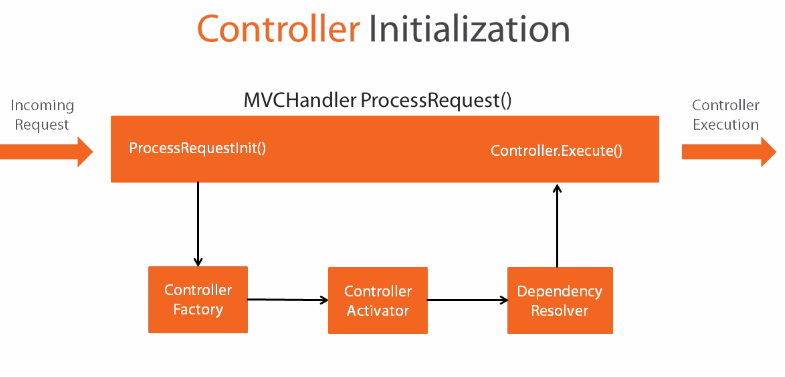 Controller Initialization
MVCHandler ProcessRequest()
Incoming
Request
ProcessRequestInit()
Controller.Execute()
Controller
Execution
Controller
Factory
Controller
Activator
Dependency
Resolver